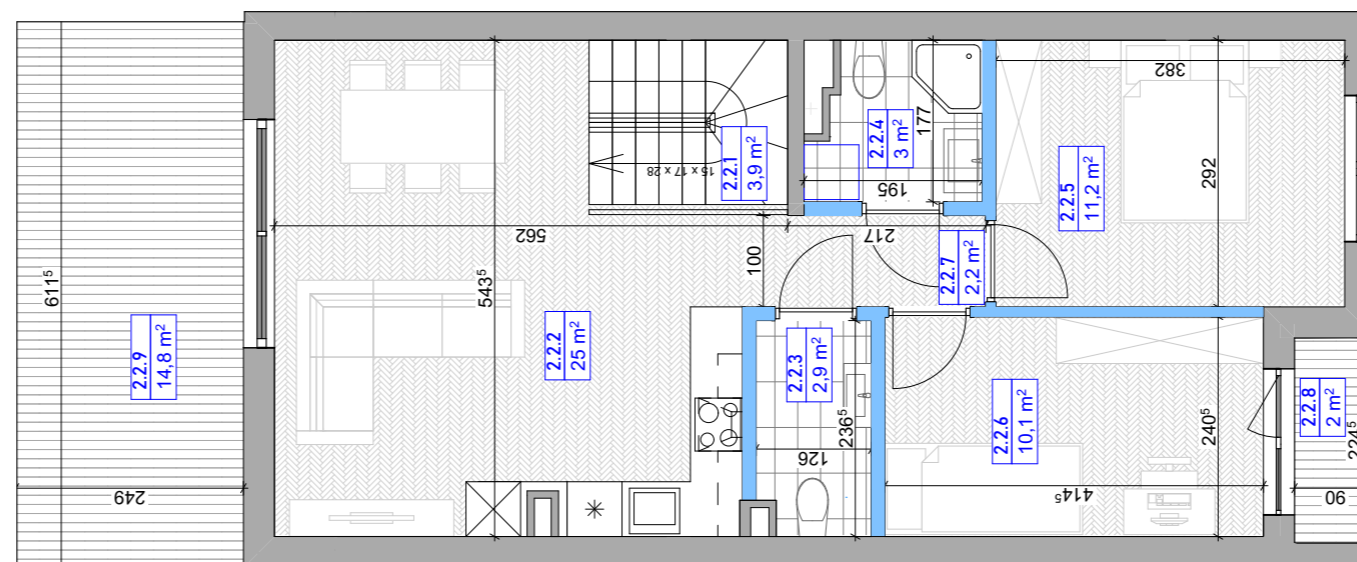 382
177
2.2.4
3 m²
2.2.1
3,9 m²
15 x 17 x 28
195
292
2.2.5
11,2 m²
562
217
100
2.2.7
2,2 m²
611⁵
543⁵
2.2.9
14,8 m²
2.2.2
25 m²
2.2.3
2,9 m²
236⁵
126
2.2.6
10,1 m²
240⁵
2.2.8
2 m²
224⁵
249
414⁵
90